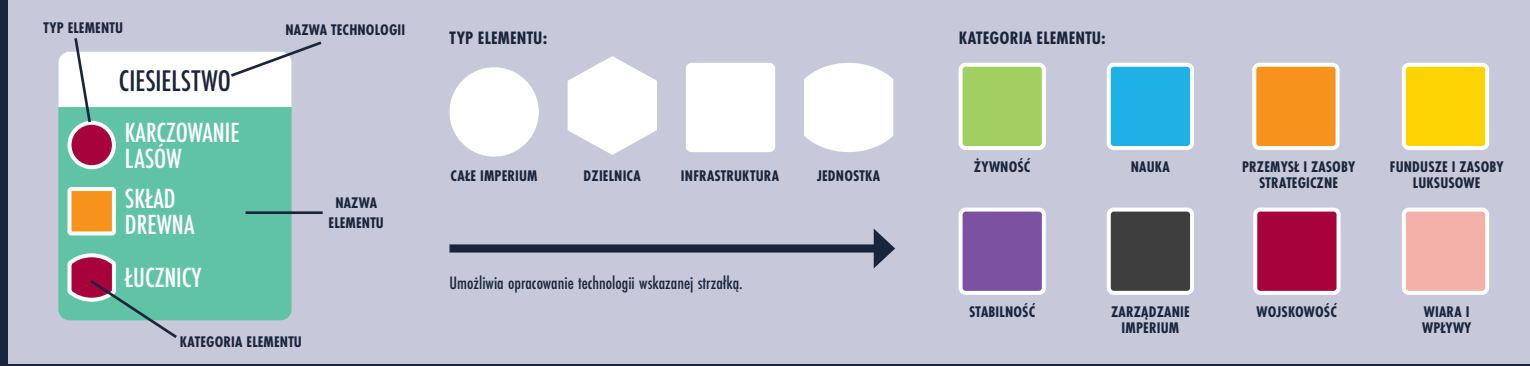 TYP ELEMENTU
NAZWA TECHNOLOGII
CIESIELSTWO
KARCZOWANIE
LASÓW
SKŁAD
DREWNA
NAZWA
ELEMENTU
ŁUCZNICY
KATEGORIA ELEMENTU
TYP ELEMENTU:
CAŁE IMPERIUM
DZIELNICA
INFRASTRUKTURA
JEDNOSTKA
Umożliwia opracowanie technologii wskazanej strzałką.
KATEGORIA ELEMENTU:
ŻYWNOŚĆ
NAUKA
PRZEMYSŁ I ZASOBY
STRATEGICZNE
FUNDUSZE I ZASOBY
LUKSUSOWE
STABILNOŚĆ
ZARZĄDZANIE
IMPERIUM
WOJSKOWOŚĆ
WIARA I
WPŁYWY